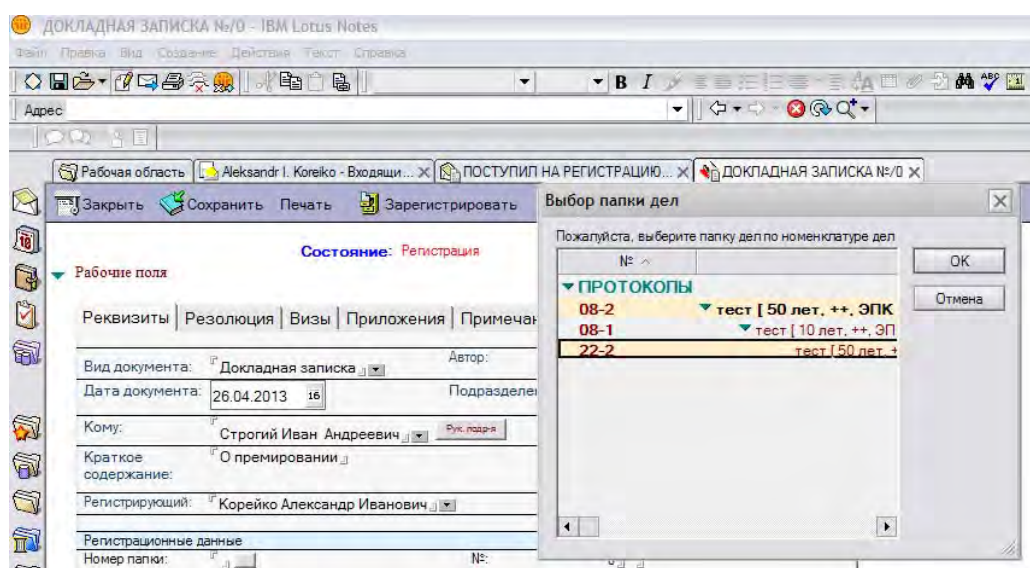 ДОКЛАДНАЯ ЗАПИСКА №/0 - IBM Lotus Notes
Файл Правка Вид Создание Действия Текст Справка
B I
Адрес
Рабочая область Aleksandr I. Koreiko - Входящи... ПОСТУПИЛ НА РЕГИСТРАЦИЮ... ДОКЛАДНАЯ ЗАПИСКА №/0
Закрыть Сохранить Печать Зарегистрировать
Выбор папки дел
Пожалуйста, выберите папку дел по номенклатуре дел
№
OK
Отмена
ПРОТОКОЛЫ
08-2 тест [ 50 лет, ++, ЭПК
08-1 тест [ 10 лет, ++, ЭП
22-2 тест [ 50 лет, +
Состояние: Регистрация
Рабочие поля
Реквизиты Резолюция Визы Приложения Примечан
Вид документа: Докладная записка Автор:
Дата документа: 26.04.2013 16 Подразделе
Кому: Строгий Иван Андреевич Рук. подр-я
Краткое содержание: О премировании
Регистрирующий: Корейко Александр Иванович
Регистрационные данные
Номер папки: №: